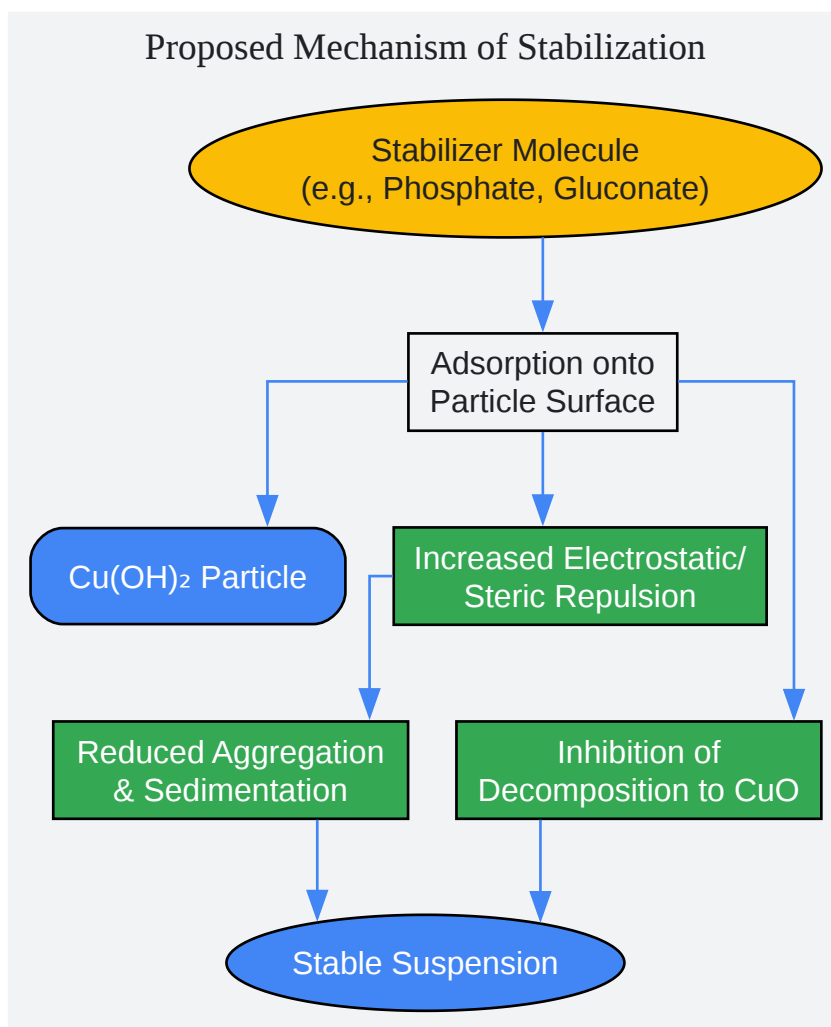 Proposed Mechanism of Stabilization
Stabilizer Molecule
(e.g., Phosphate, Gluconate)
Adsorption onto
Particle Surface
Cu(OH)₂ Particle
Increased Electrostatic/
Steric Repulsion
Reduced Aggregation
& Sedimentation
Inhibition of
Decomposition to CuO
Stable Suspension